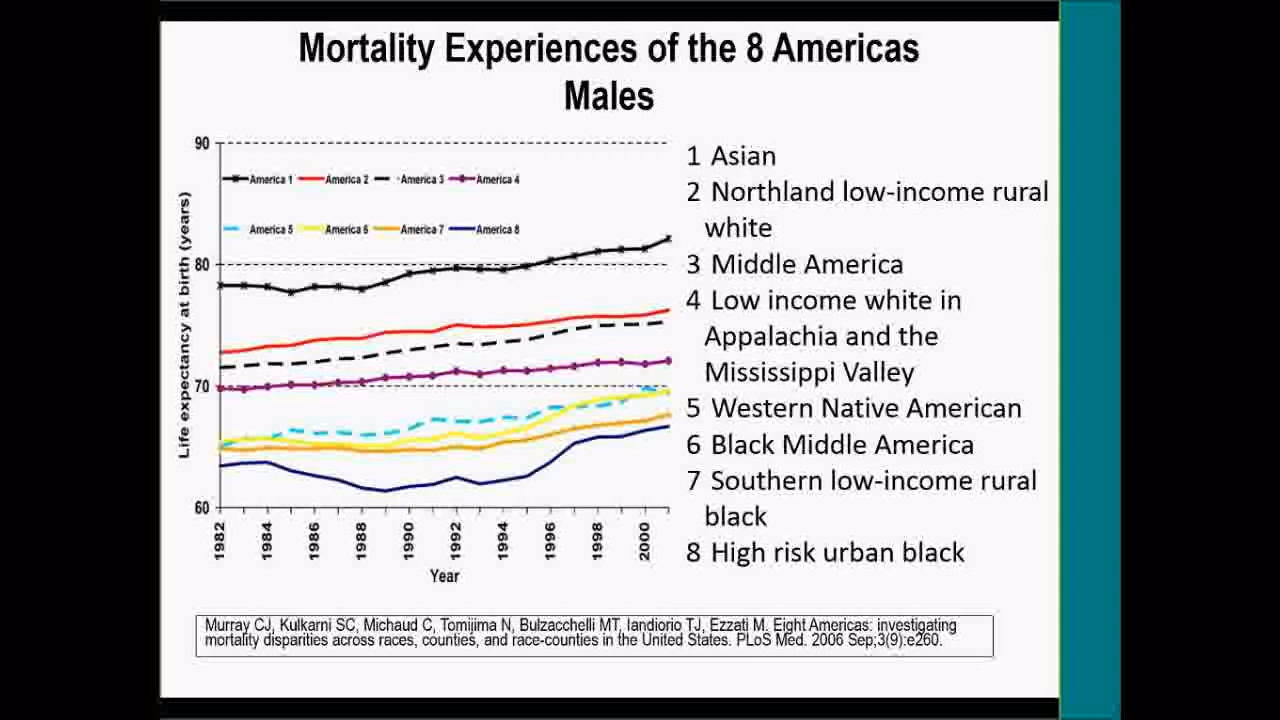 Mortality Experiences of the 8 Americas
Males
90
80
70
60
Life expectancy at birth (years)
America 1 America 2 America 3 America 4
America 5 America 6 America 7 America 8
1982 1984 1986 1988 1990 1992 1994 1996 1998 2000
Year
1 Asian
2 Northland low-income rural
white
3 Middle America
4 Low income white in
Appalachia and the
Mississippi Valley
5 Western Native American
6 Black Middle America
7 Southern low-income rural
black
8 High risk urban black
Murray CJ, Kulkarni SC, Michaud C, Tomijima N, Bulzacchelli MT, Iandiorio TJ, Ezzati M. Eight Americas: investigating
mortality disparities across races, counties, and race-counties in the United States. PLoS Med. 2006 Sep;3(9):e260.